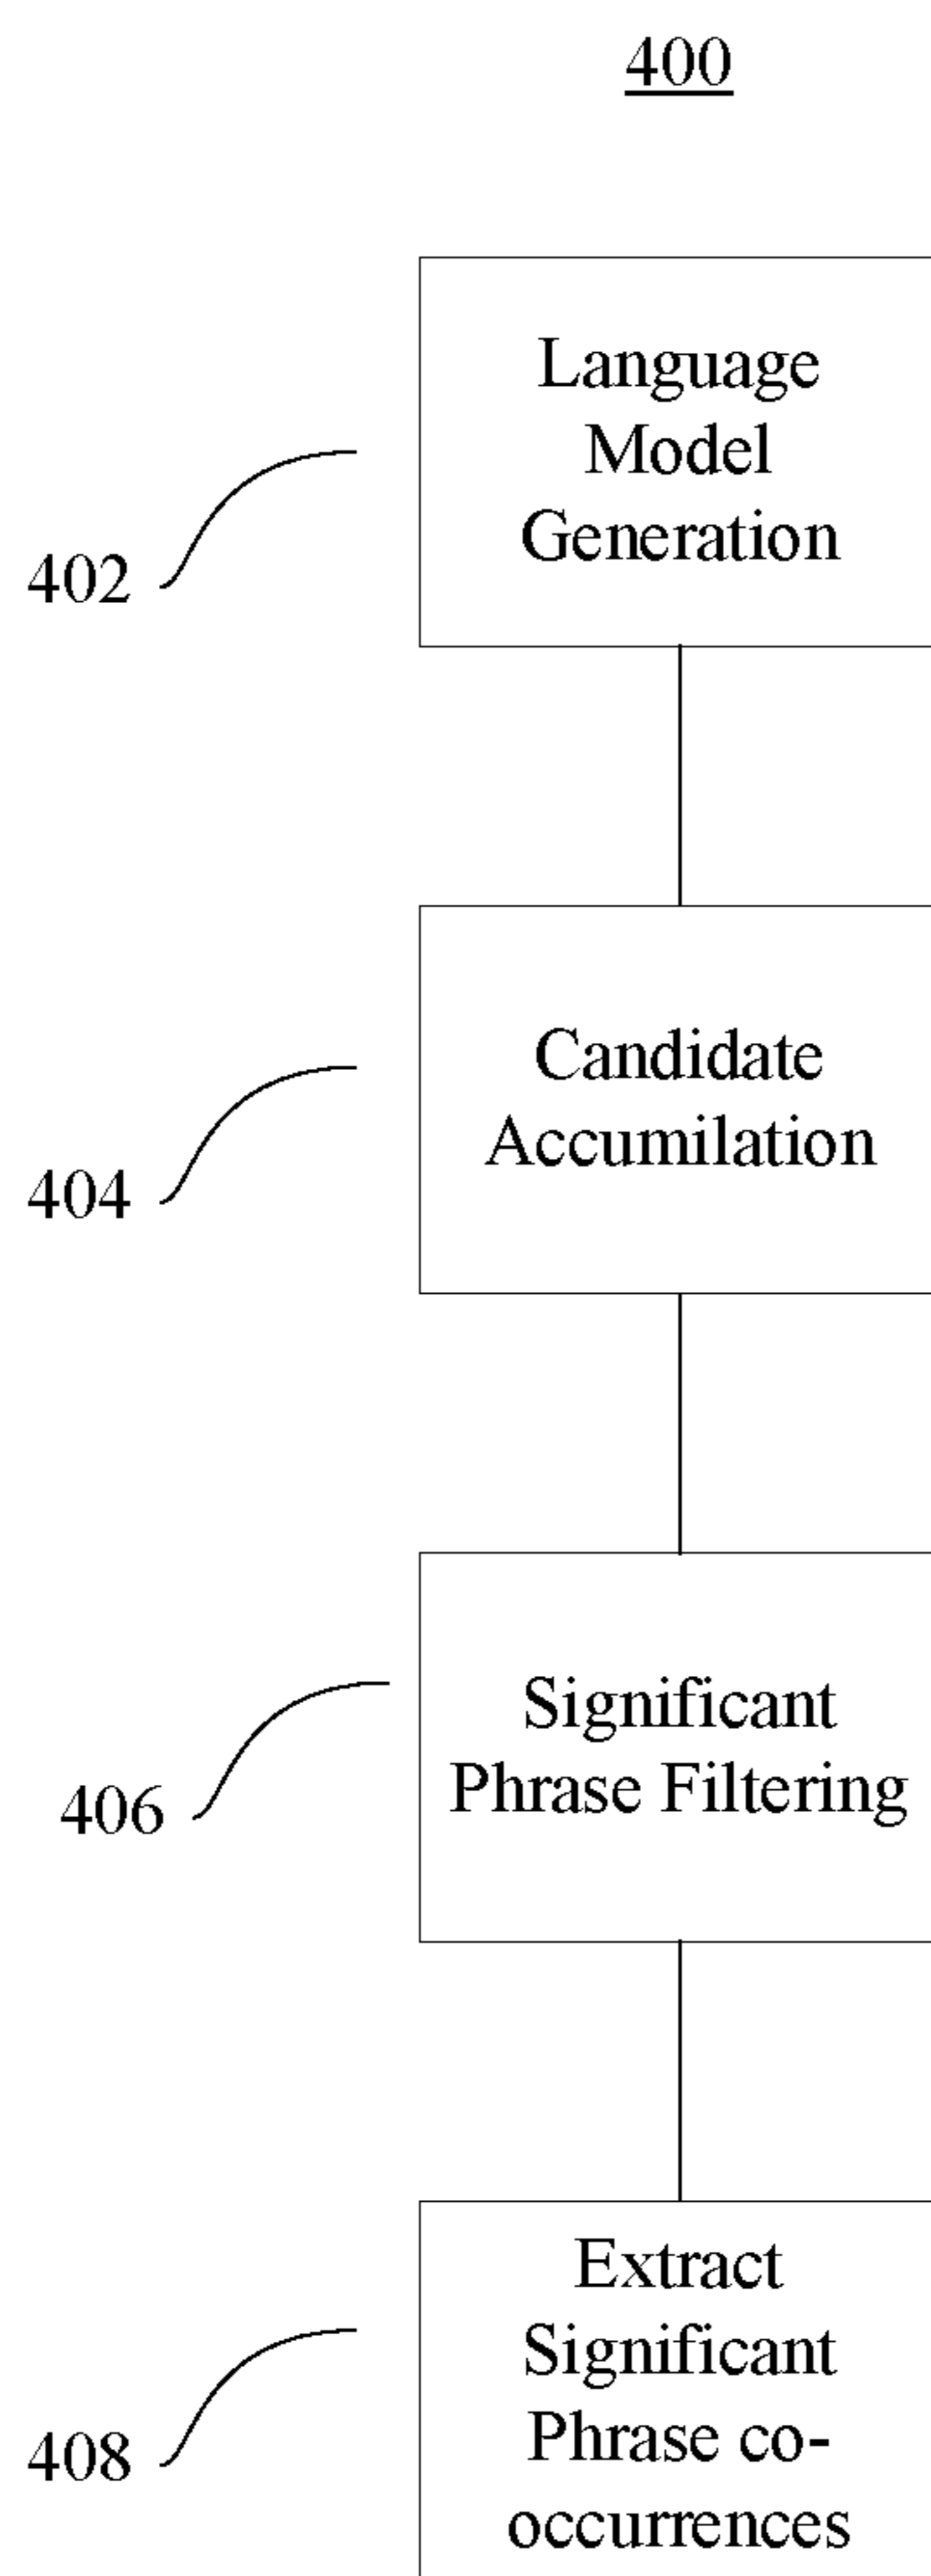 400
Language
Model
Generation
402
Candidate
Accumilation
404
Significant
Phrase Filtering
406
Extract
Significant
Phrase co-
occurrences
408